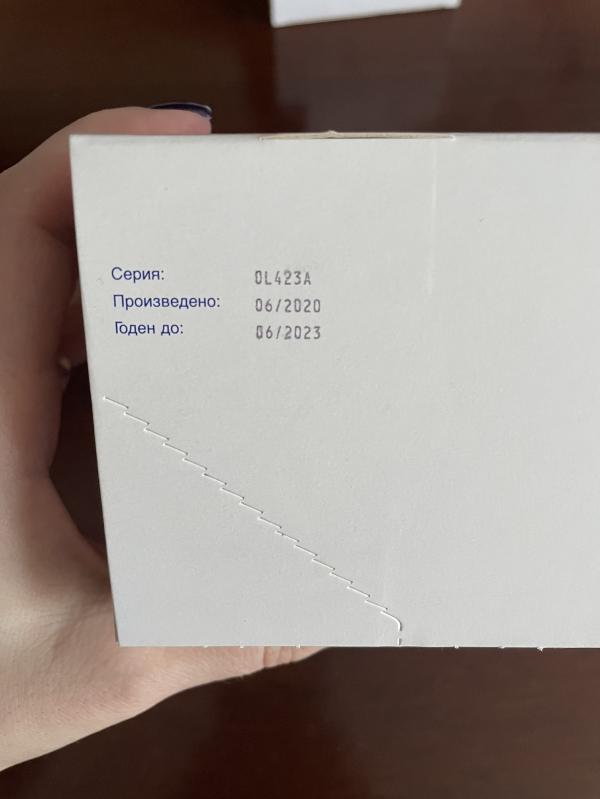 Серия: 0L423A
Произведено: 06/2020
Годен до: 06/2023